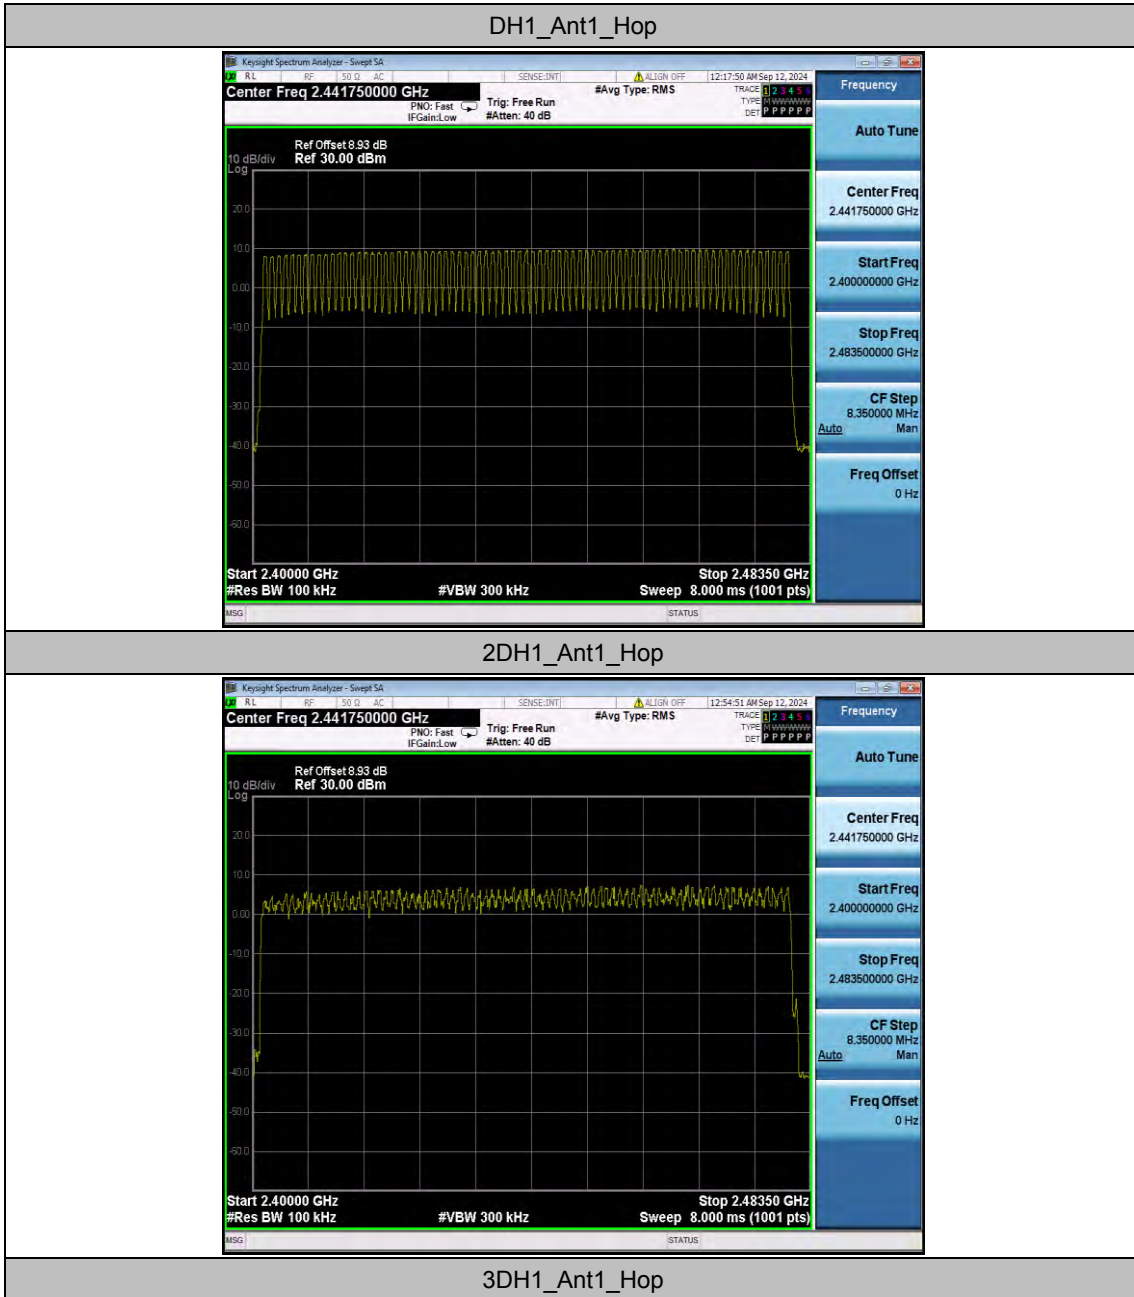 DH1_Ant1_Hop
Keysight Spectrum Analyzer - Swept SA
RL RF 50 Ω AC SENSE:INT ALIGN OFF 12:17:50 AM Sep 12, 2024
Center Freq 2.441750000 GHz #Avg Type: RMS TRACE 1 2 3 4 5 6
PNO: Fast Trig: Free Run TYPE M WWWWW
IFGain:Low #Atten: 40 dB DET P P P P P P
Frequency
Auto Tune
Ref Offset 8.93 dB
10 dB/div Ref 30.00 dBm
Log
20.0
10.0
0.00
-10.0
-20.0
-30.0
-40.0
-50.0
-60.0
Center Freq
2.441750000 GHz
Start Freq
2.400000000 GHz
Stop Freq
2.483500000 GHz
CF Step
8.350000 MHz
Auto Man
Freq Offset
0 Hz
Start 2.40000 GHz Stop 2.48350 GHz
#Res BW 100 kHz #VBW 300 kHz Sweep 8.000 ms (1001 pts)
MSG STATUS
2DH1_Ant1_Hop
Keysight Spectrum Analyzer - Swept SA
RL RF 50 Ω AC SENSE:INT ALIGN OFF 12:54:51 AM Sep 12, 2024
Center Freq 2.441750000 GHz #Avg Type: RMS TRACE 1 2 3 4 5 6
PNO: Fast Trig: Free Run TYPE M WWWWW
IFGain:Low #Atten: 40 dB DET P P P P P P
Frequency
Auto Tune
Ref Offset 8.93 dB
10 dB/div Ref 30.00 dBm
Log
20.0
10.0
0.00
-10.0
-20.0
-30.0
-40.0
-50.0
-60.0
Center Freq
2.441750000 GHz
Start Freq
2.400000000 GHz
Stop Freq
2.483500000 GHz
CF Step
8.350000 MHz
Auto Man
Freq Offset
0 Hz
Start 2.40000 GHz Stop 2.48350 GHz
#Res BW 100 kHz #VBW 300 kHz Sweep 8.000 ms (1001 pts)
MSG STATUS
3DH1_Ant1_Hop